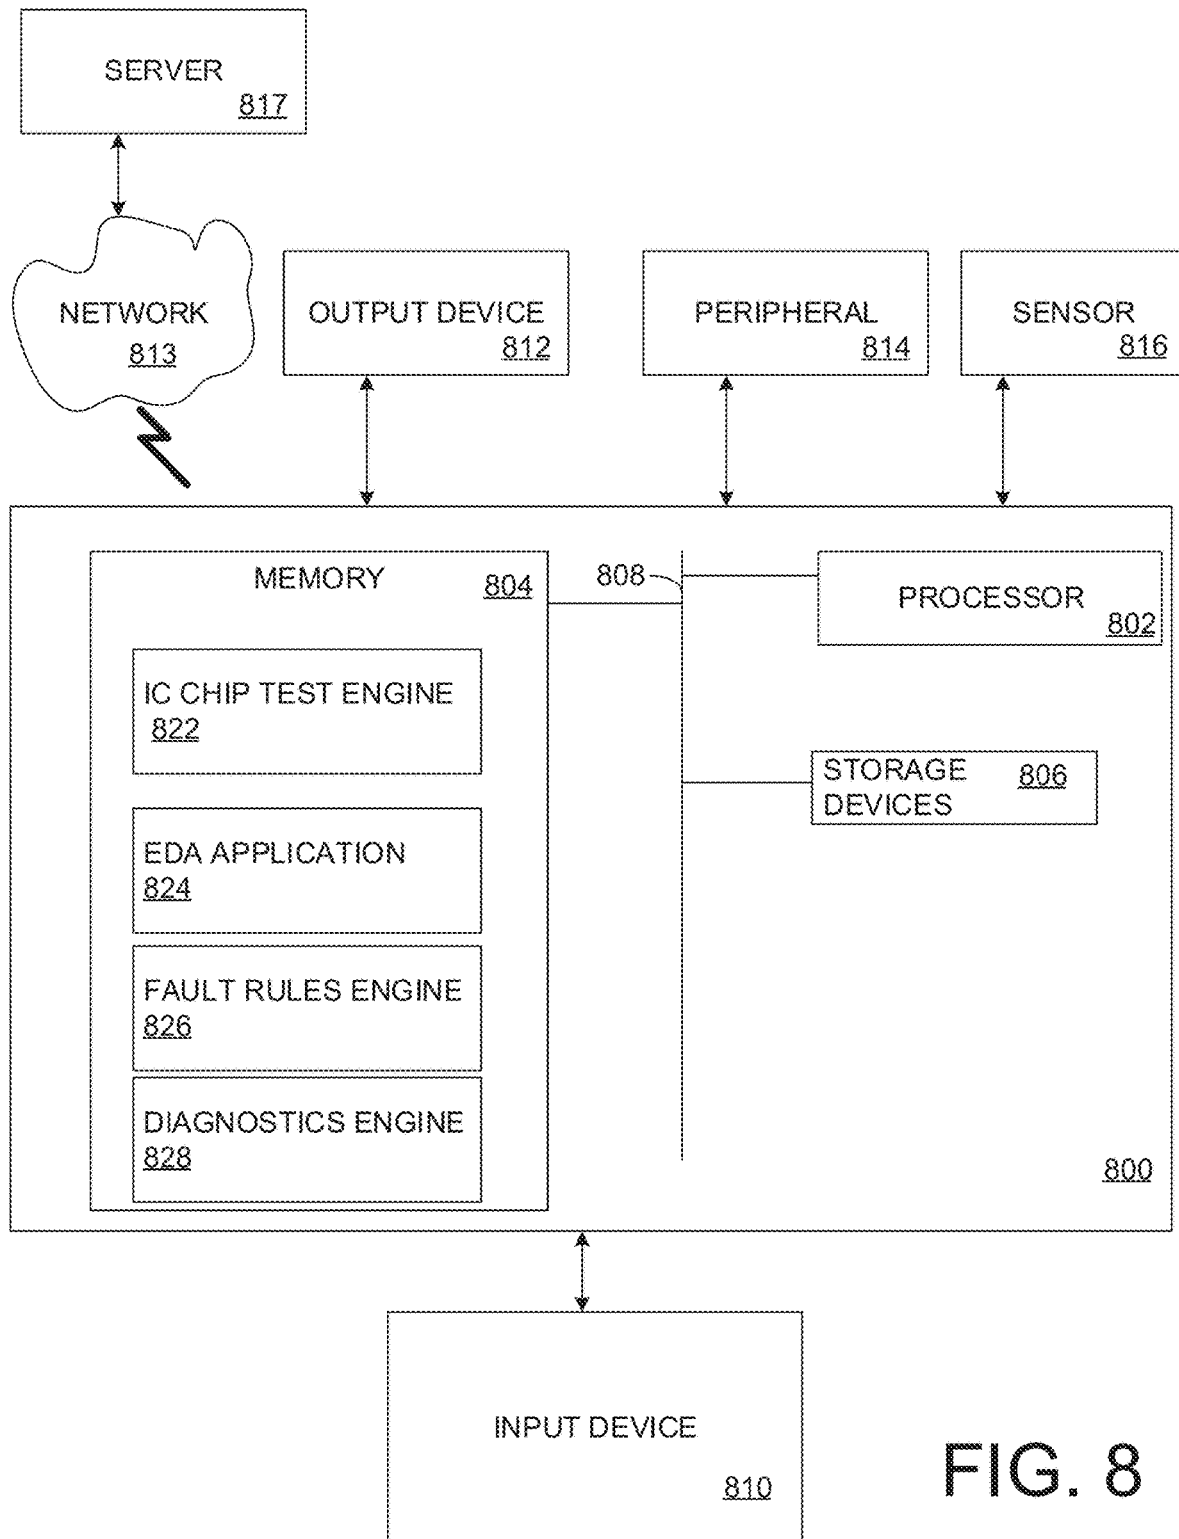 SERVER
817
NETWORK
813
OUTPUT DEVICE
812
PERIPHERAL
814
SENSOR
816
MEMORY
804
808
PROCESSOR
802
IC CHIP TEST ENGINE
822
STORAGE
DEVICES
806
EDA APPLICATION
824
FAULT RULES ENGINE
826
DIAGNOSTICS ENGINE
828
800
INPUT DEVICE
810
FIG. 8